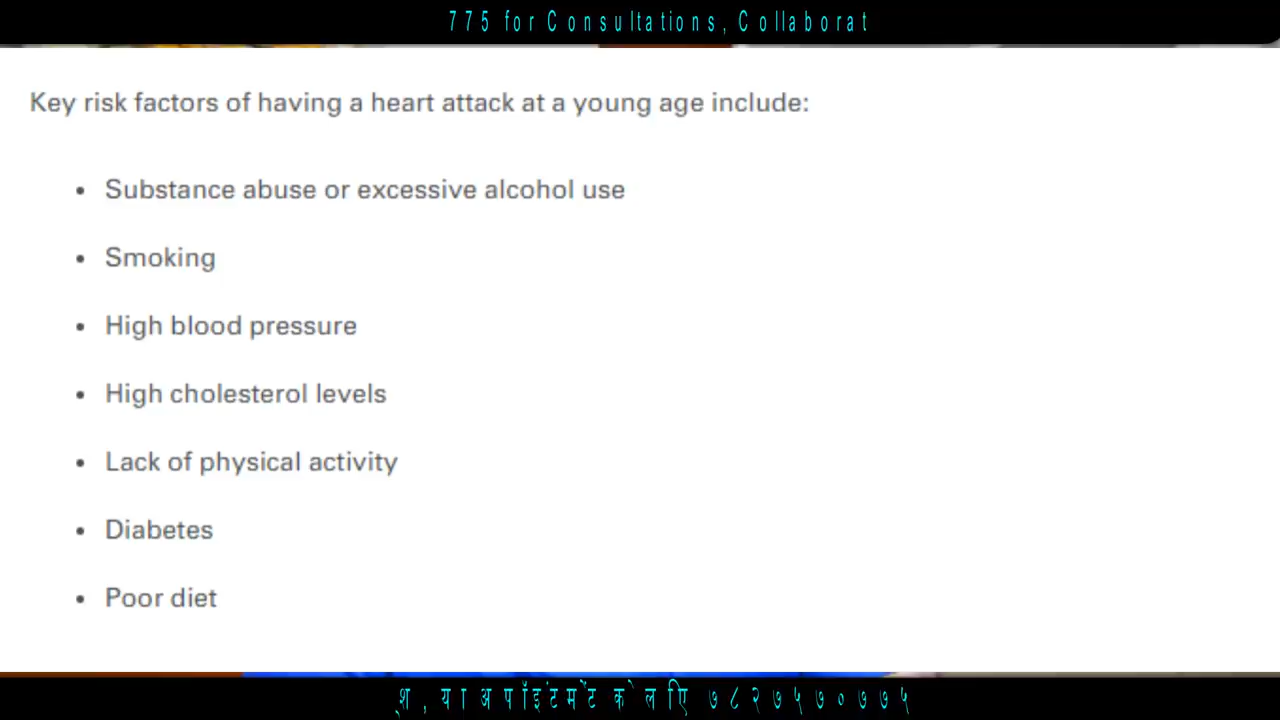 775 for Consultations, Collaborat
Key risk factors of having a heart attack at a young age include:
• Substance abuse or excessive alcohol use
• Smoking
• High blood pressure
• High cholesterol levels
• Lack of physical activity
• Diabetes
• Poor diet
, या अपॉइंटमेंट के लिए ७८२७५७०७७५